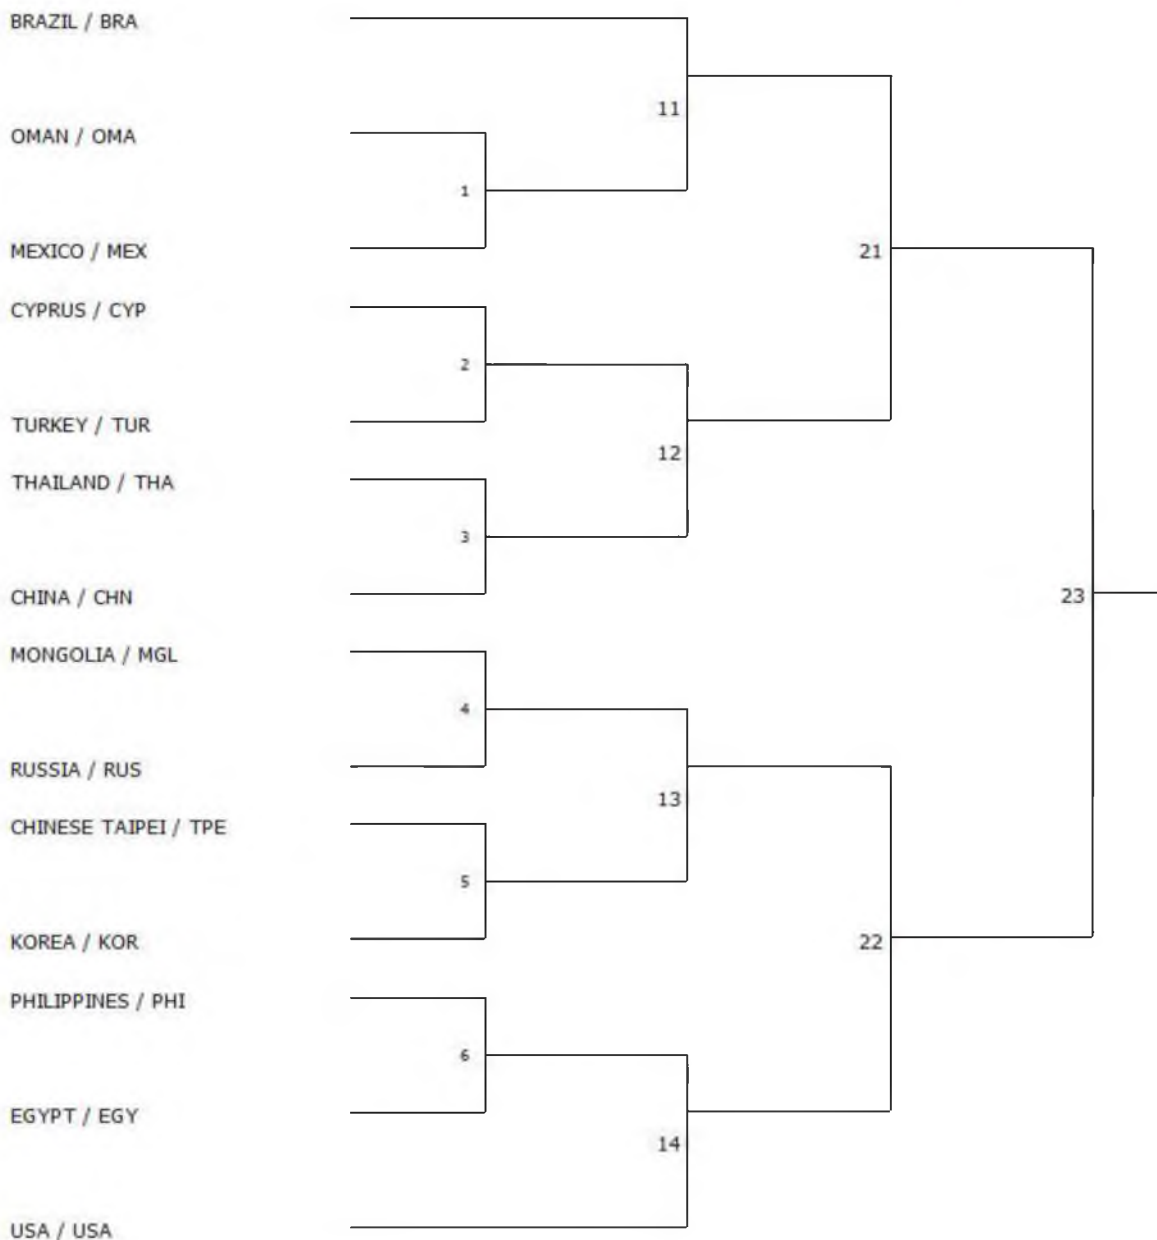 BRAZIL / BRA
11
OMAN / OMA
1
MEXICO / MEX
21
CYPRUS / CYP
2
TURKEY / TUR
12
THAILAND / THA
3
CHINA / CHN
23
MONGOLIA / MGL
4
RUSSIA / RUS
13
CHINESE TAIPEI / TPE
5
KOREA / KOR
22
PHILIPPINES / PHI
6
EGYPT / EGY
14
USA / USA